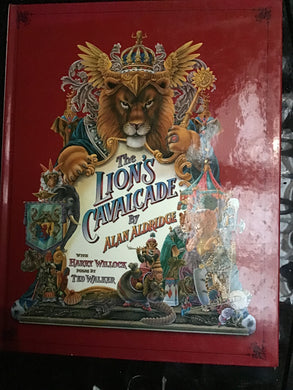 The
LION'S
CAVALCADE
By
ALAN ALDRIDGE
WITH
HARRY WILLOCK
POEMS BY
TED WALKER